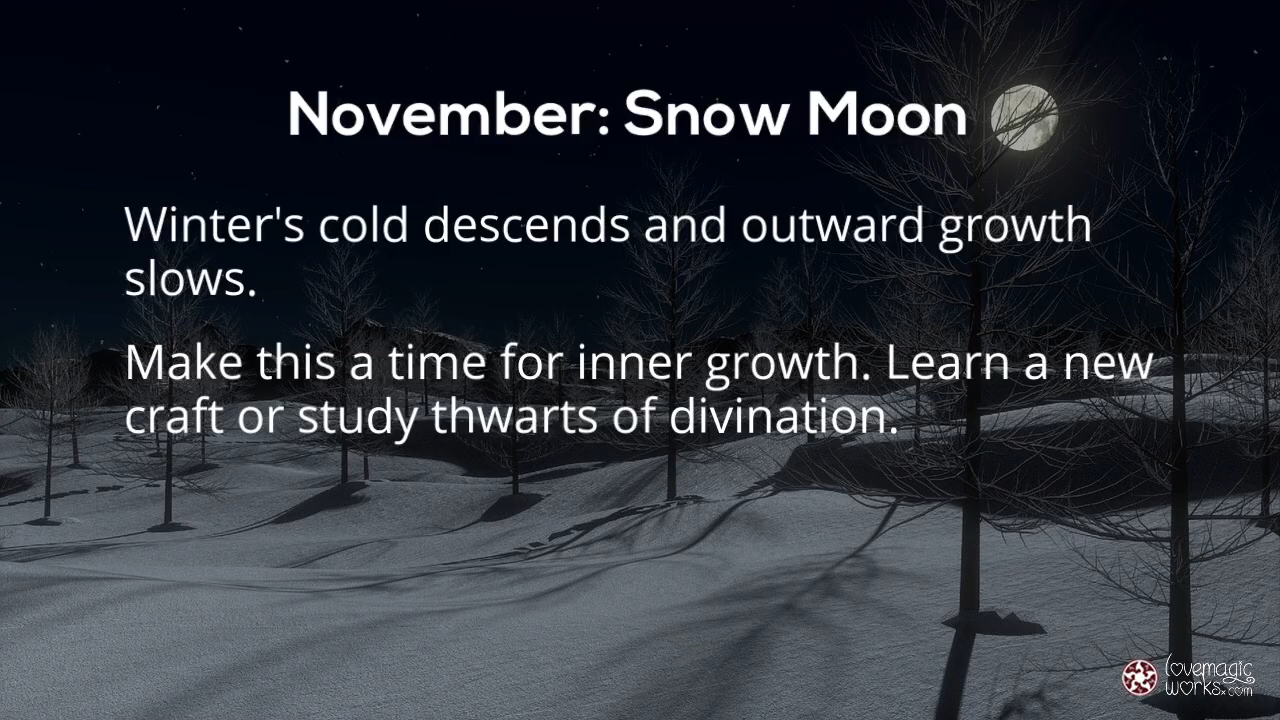 November: Snow Moon
Winter's cold descends and outward growth
slows.
Make this a time for inner growth. Learn a new
craft or study thwarts of divination.
lovemagic
works.com